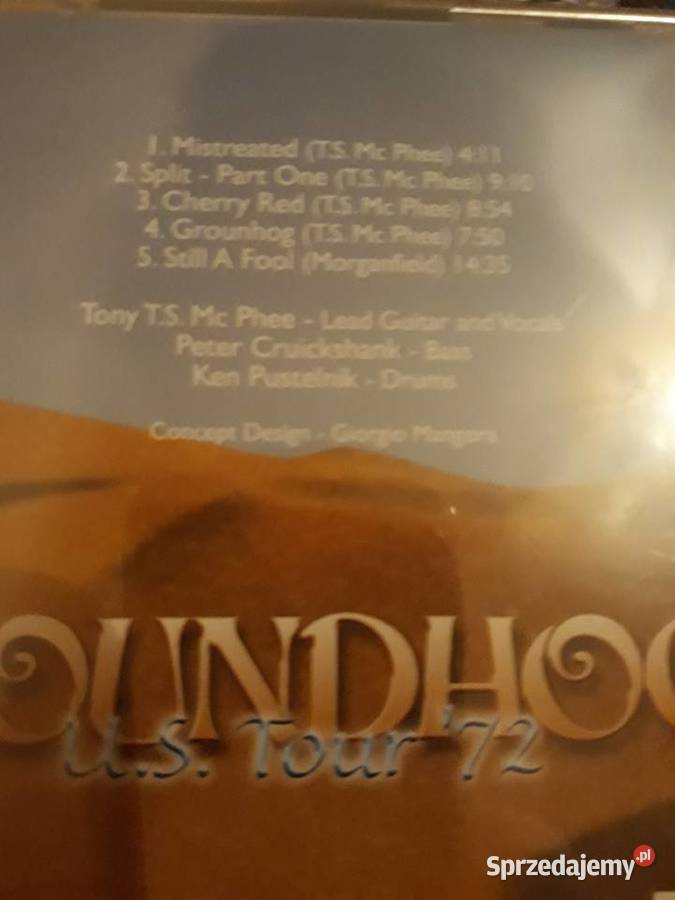 1. Mistreated (T.S. Mc Phee) 4:11
2. Split - Part One (T.S. Mc Phee) 9:10
3. Cherry Red (T.S. Mc Phee) 8:54
4. Grounhog (T.S. Mc Phee) 7:50
5. Still A Fool (Morganfield) 14:35
Tony T.S. Mc Phee - Lead Guitar and Vocals
Peter Cruickshank - Bass
Ken Pustelnik - Drums
Concept Design - Giorgio
OUNDHO
U.S. Tour '72
Sprzedajemy.pl